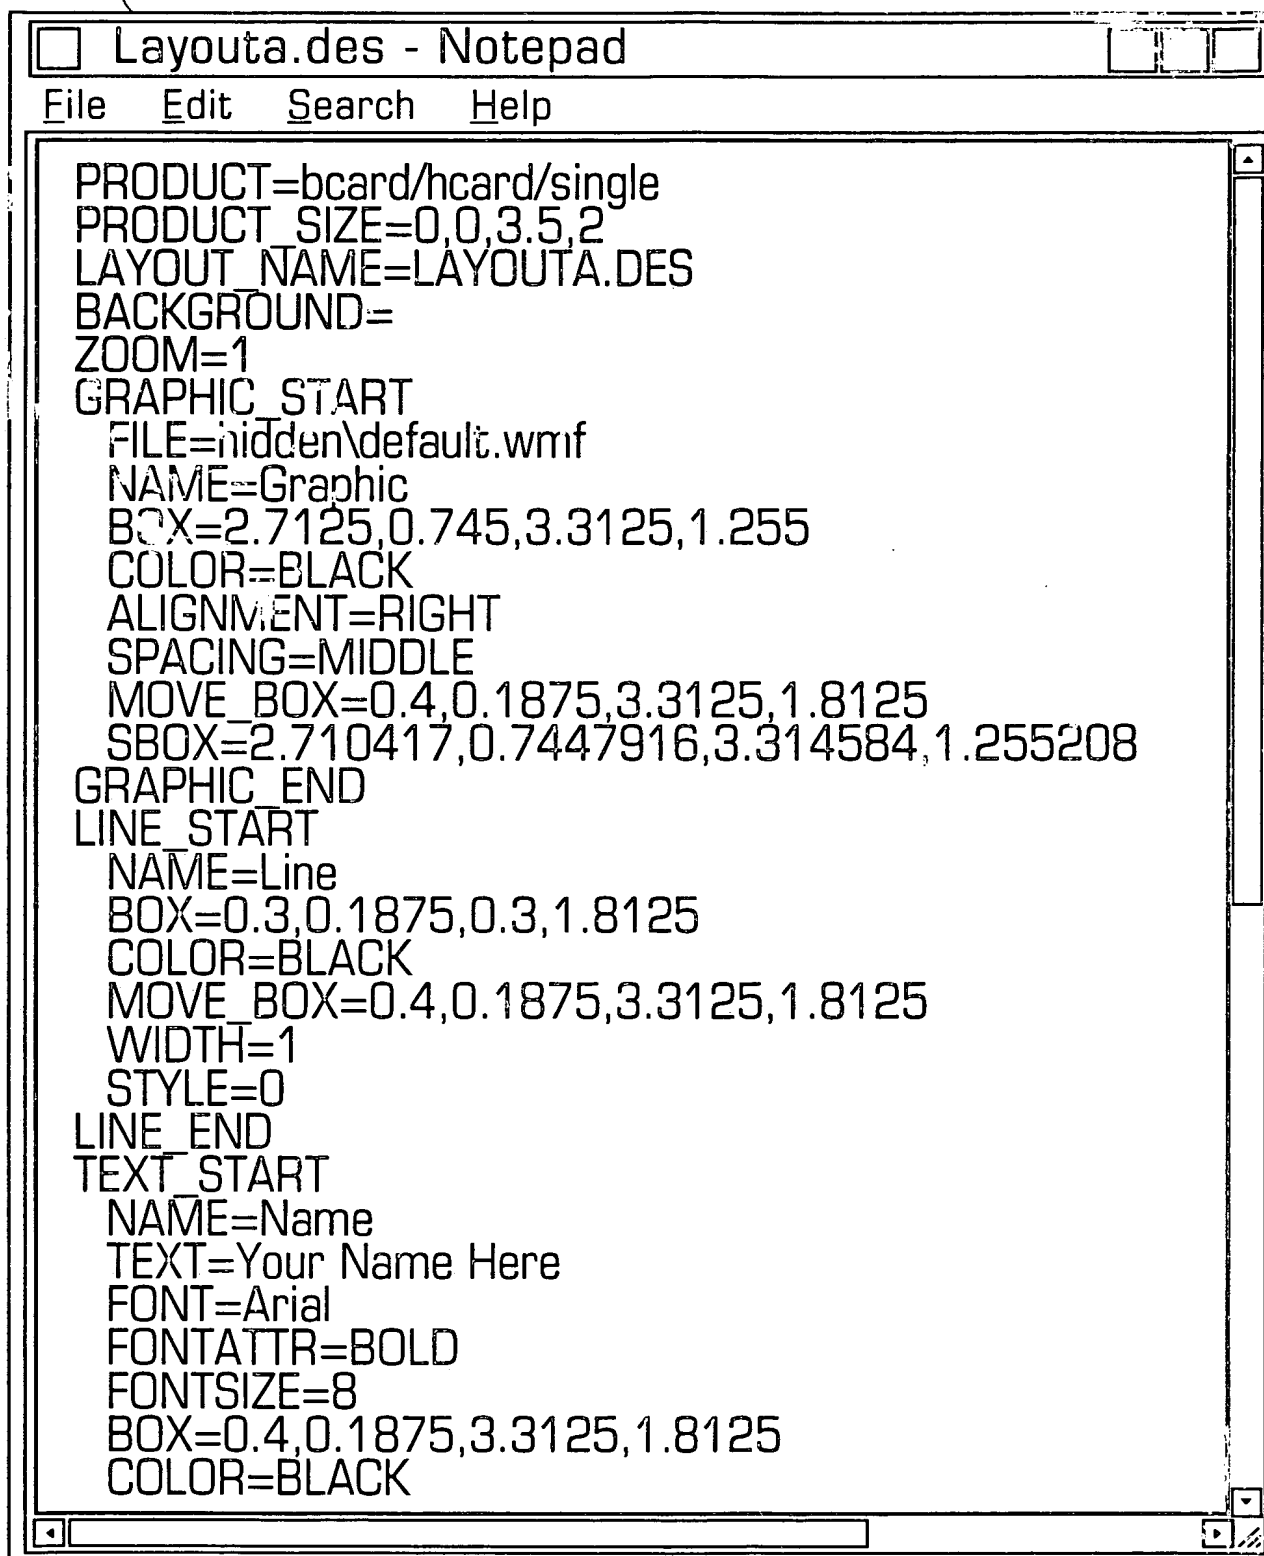 Layouta.des - Notepad
File Edit Search Help
PRODUCT=bcard/hcard/single
PRODUCT_SIZE=0,0,3.5,2
LAYOUT_NAME=LAYOUTA.DES
BACKGROUND=
ZOOM=1
GRAPHIC_START
FILE=hidden\default.wmf
NAME=Graphic
BOX=2.7125,0.745,3.3125,1.255
COLOR=BLACK
ALIGNMENT=RIGHT
SPACING=MIDDLE
MOVE_BOX=0.4,0.1875,3.3125,1.8125
SBOX=2.710417,0.7447916,3.314584,1.255208
GRAPHIC_END
LINE_START
NAME=Line
BOX=0.3,0.1875,0.3,1.8125
COLOR=BLACK
MOVE_BOX=0.4,0.1875,3.3125,1.8125
WIDTH=1
STYLE=0
LINE_END
TEXT_START
NAME=Name
TEXT=Your Name Here
FONT=Arial
FONTATTR=BOLD
FONTSIZE=8
BOX=0.4,0.1875,3.3125,1.8125
COLOR=BLACK